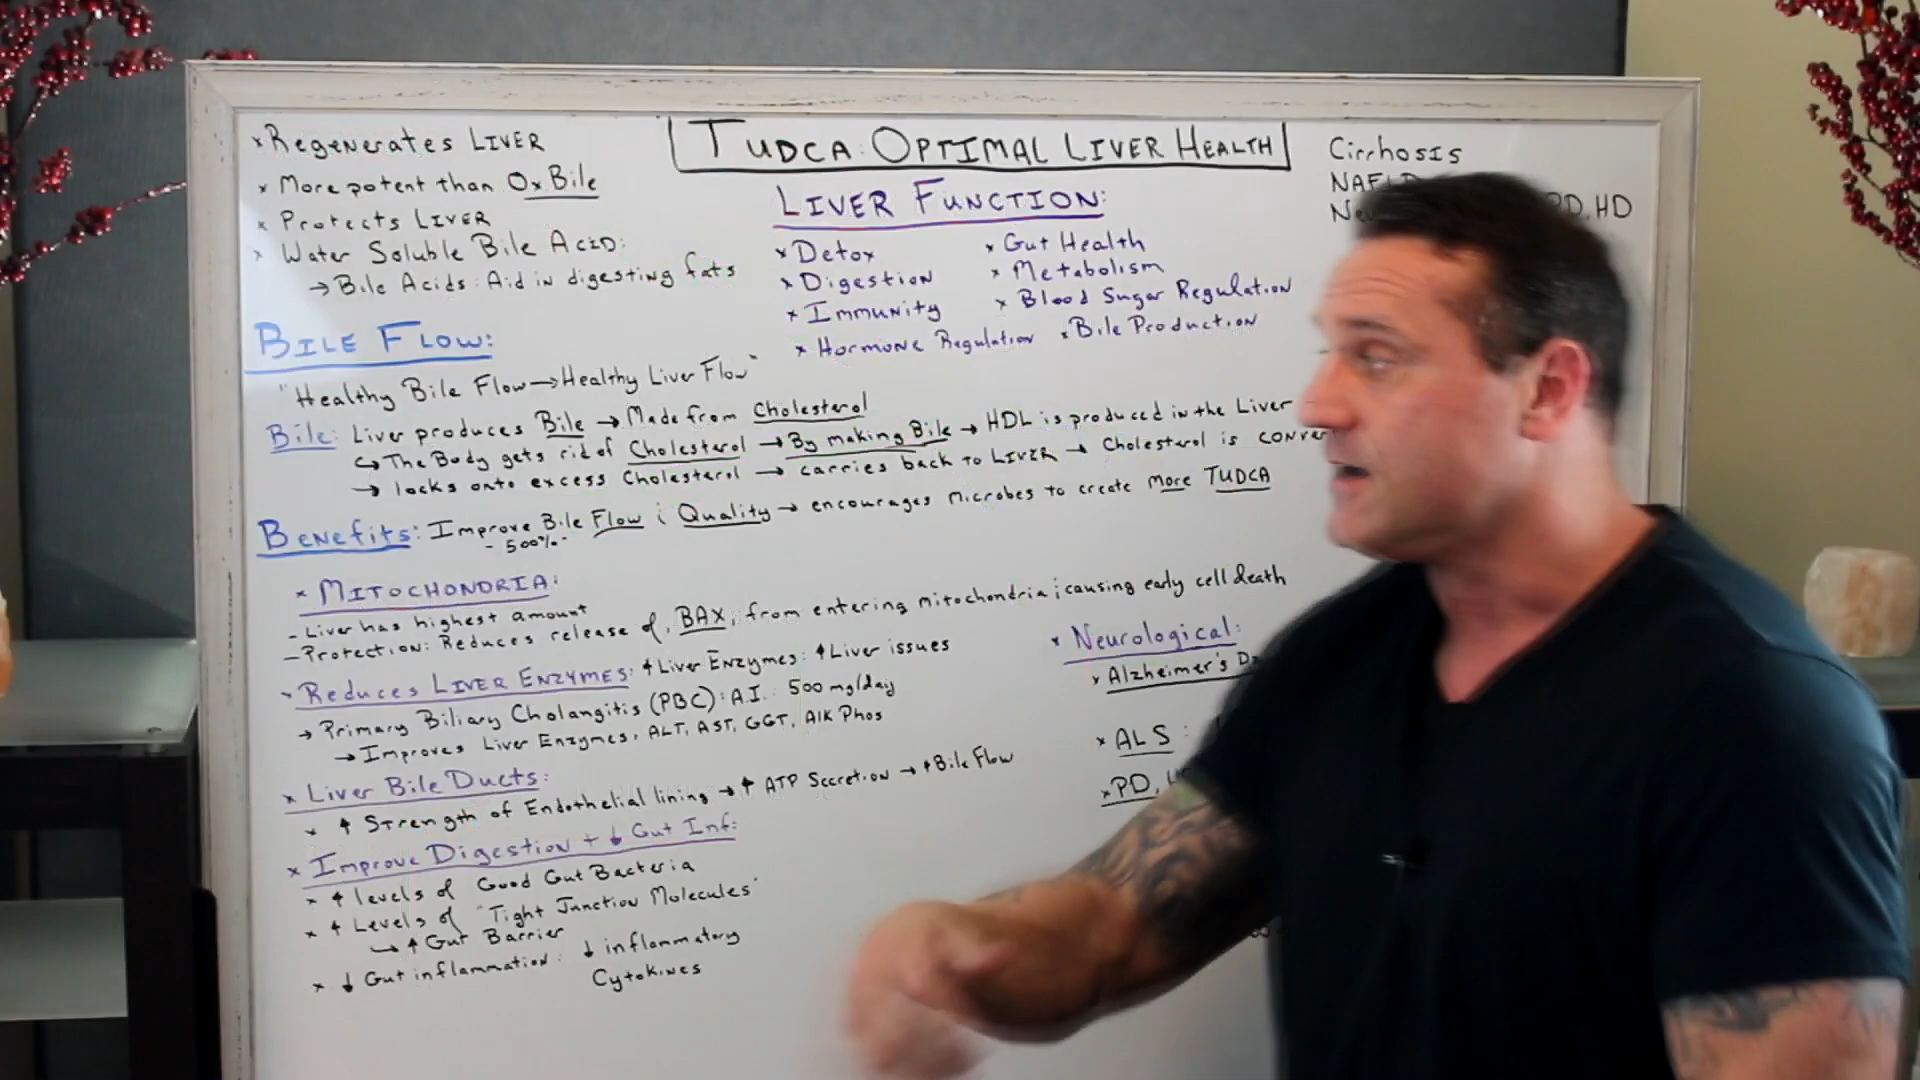 TUDCA: OPTIMAL LIVER HEALTH
x Regenerates LIVER
x More potent than Ox Bile
x Protects LIVER
x Water Soluble Bile Acid:
→ Bile Acids: Aid in digesting fats
LIVER FUNCTION:
x Detox
x Digestion
x Immunity
x Hormone Regulation
x Gut Health
x Metabolism
x Blood Sugar Regulation
x Bile Production
Cirrhosis
PD, HD
BILE FLOW:
"Healthy Bile Flow → Healthy Liver Flow"
Bile: Liver produces Bile → Made from Cholesterol
↪ The Body gets rid of Cholesterol → By making Bile → HDL is produced in the Liver
→ locks onto excess Cholesterol → carries back to LIVER → Cholesterol is
Benefits: Improve Bile Flow & Quality → encourages microbes to create more TUDCA
- 500% -
x MITOCHONDRIA:
- Liver has highest amount
- Protection: Reduces release of, BAX, from entering mitochondria & causing early cell death
x Reduces LIVER ENZYMES: ↑ Liver Enzymes: ↑ Liver issues
→ Primary Biliary Cholangitis (PBC): A.I.: 500 mg/day
→ Improves Liver Enzymes, ALT, AST, GGT, Alk Phos
x Liver Bile Ducts:
x ↑ Strength of Endothelial lining → ↑ ATP Secretion → ↑ Bile Flow
x Improve Digestion + ↓ Gut Inf:
x ↑ levels of Good Gut Bacteria
x ↑ Levels of "Tight Junction Molecules"
↪ ↑ Gut Barrier
x ↓ Gut inflammation: ↓ inflammatory
Cytokines
x Neurological:
x Alzheimer's
x ALS:
x PD,